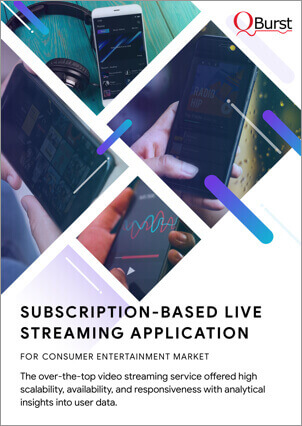 QBurst
RADIO
SUBSCRIPTION-BASED LIVE
STREAMING APPLICATION
FOR CONSUMER ENTERTAINMENT MARKET
The over-the-top video streaming service offered high
scalability, availability, and responsiveness with analytical
insights into user data.